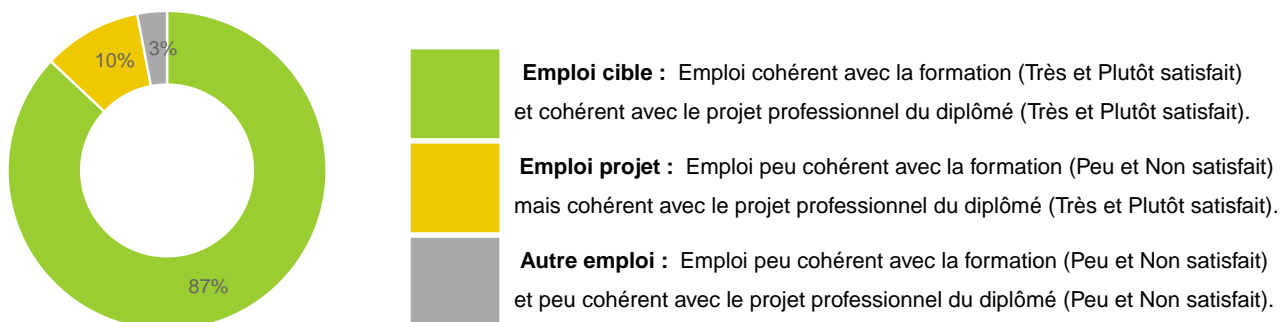 3%
10%
87%
Emploi cible : Emploi cohérent avec la formation (Très et Plutôt satisfait)
et cohérent avec le projet professionnel du diplômé (Très et Plutôt satisfait).
Emploi projet : Emploi peu cohérent avec la formation (Peu et Non satisfait)
mais cohérent avec le projet professionnel du diplômé (Très et Plutôt satisfait).
Autre emploi : Emploi peu cohérent avec la formation (Peu et Non satisfait)
et peu cohérent avec le projet professionnel du diplômé (Peu et Non satisfait).